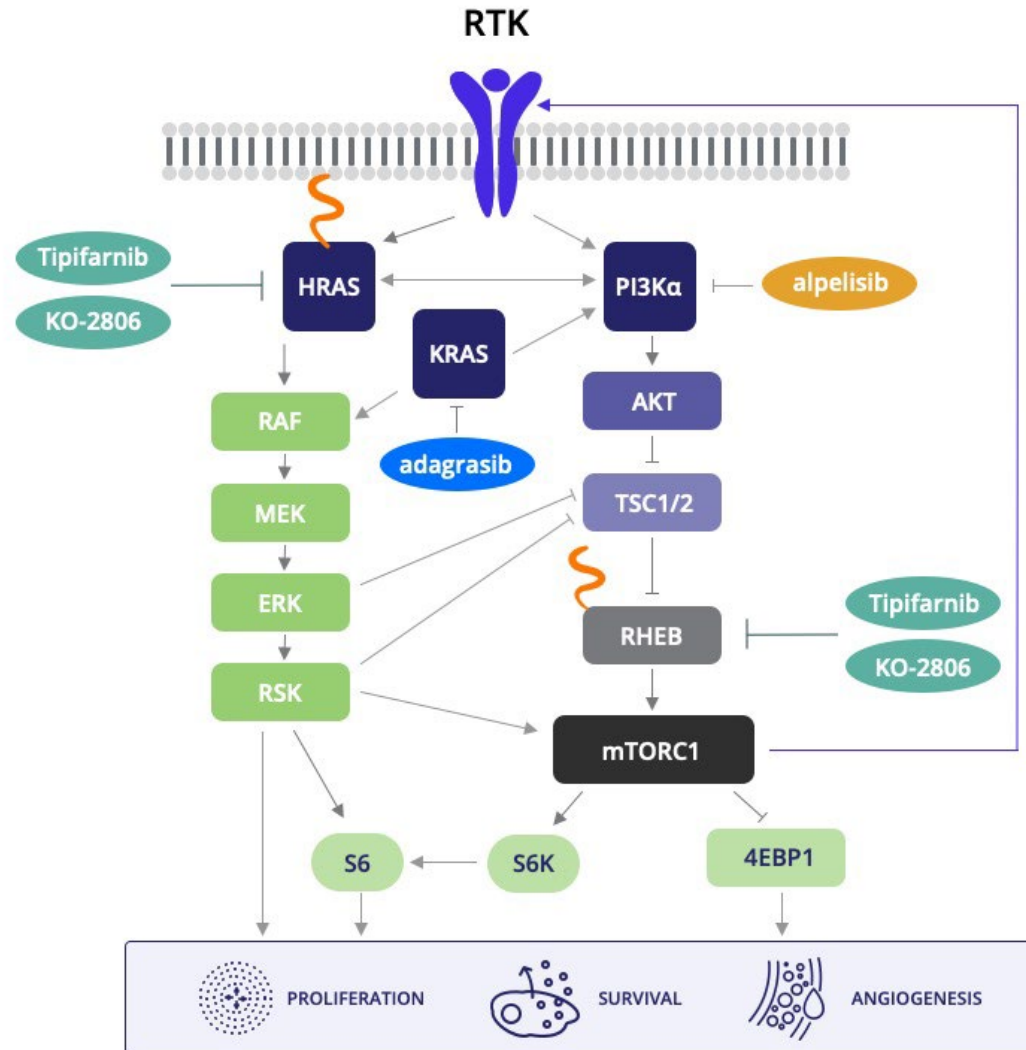 RTK
Tipifarnib
KO-2806
HRAS
PI3Kα
alpelisib
KRAS
RAF
AKT
adagrasib
MEK
TSC1/2
ERK
RHEB
Tipifarnib
KO-2806
RSK
mTORC1
S6
S6K
4EBP1
PROLIFERATION
SURVIVAL
ANGIOGENESIS